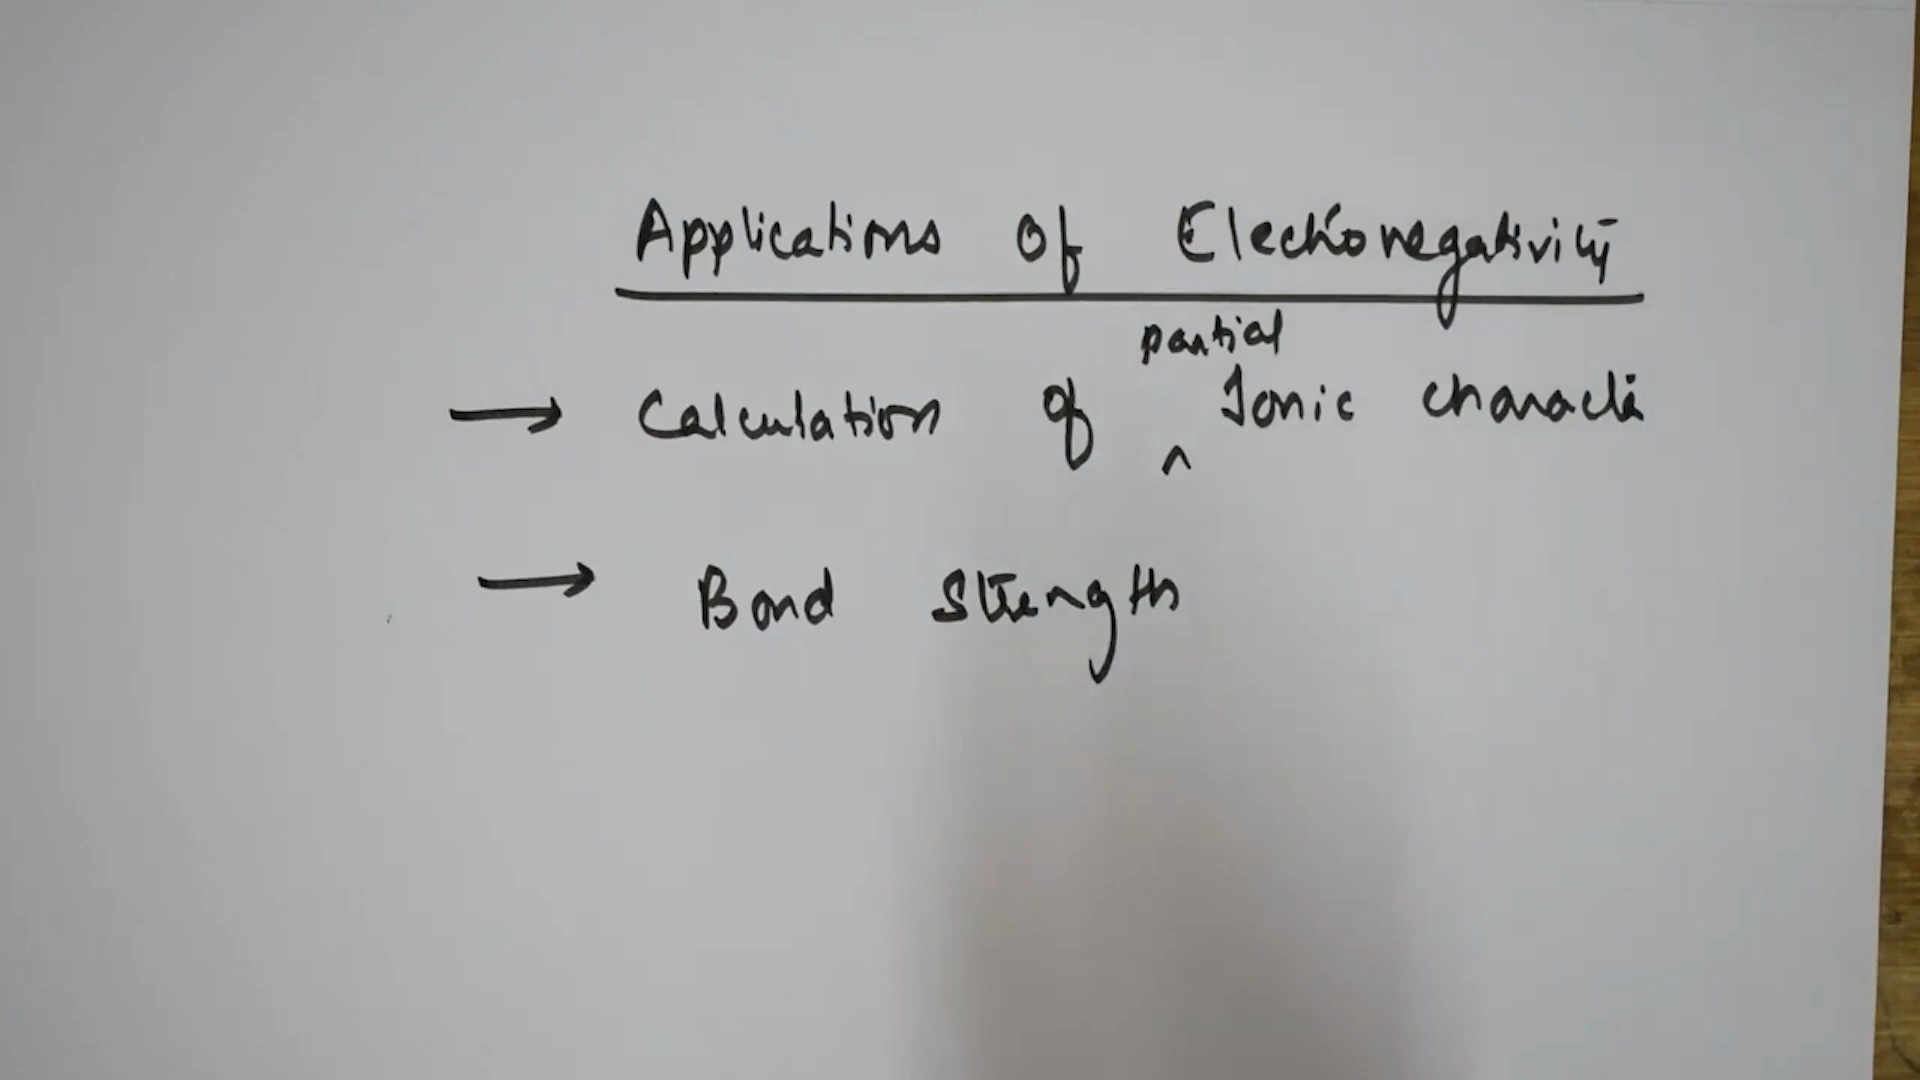 Applications Of Electronegativity
Calculation of partial Ionic character
Bond Strength